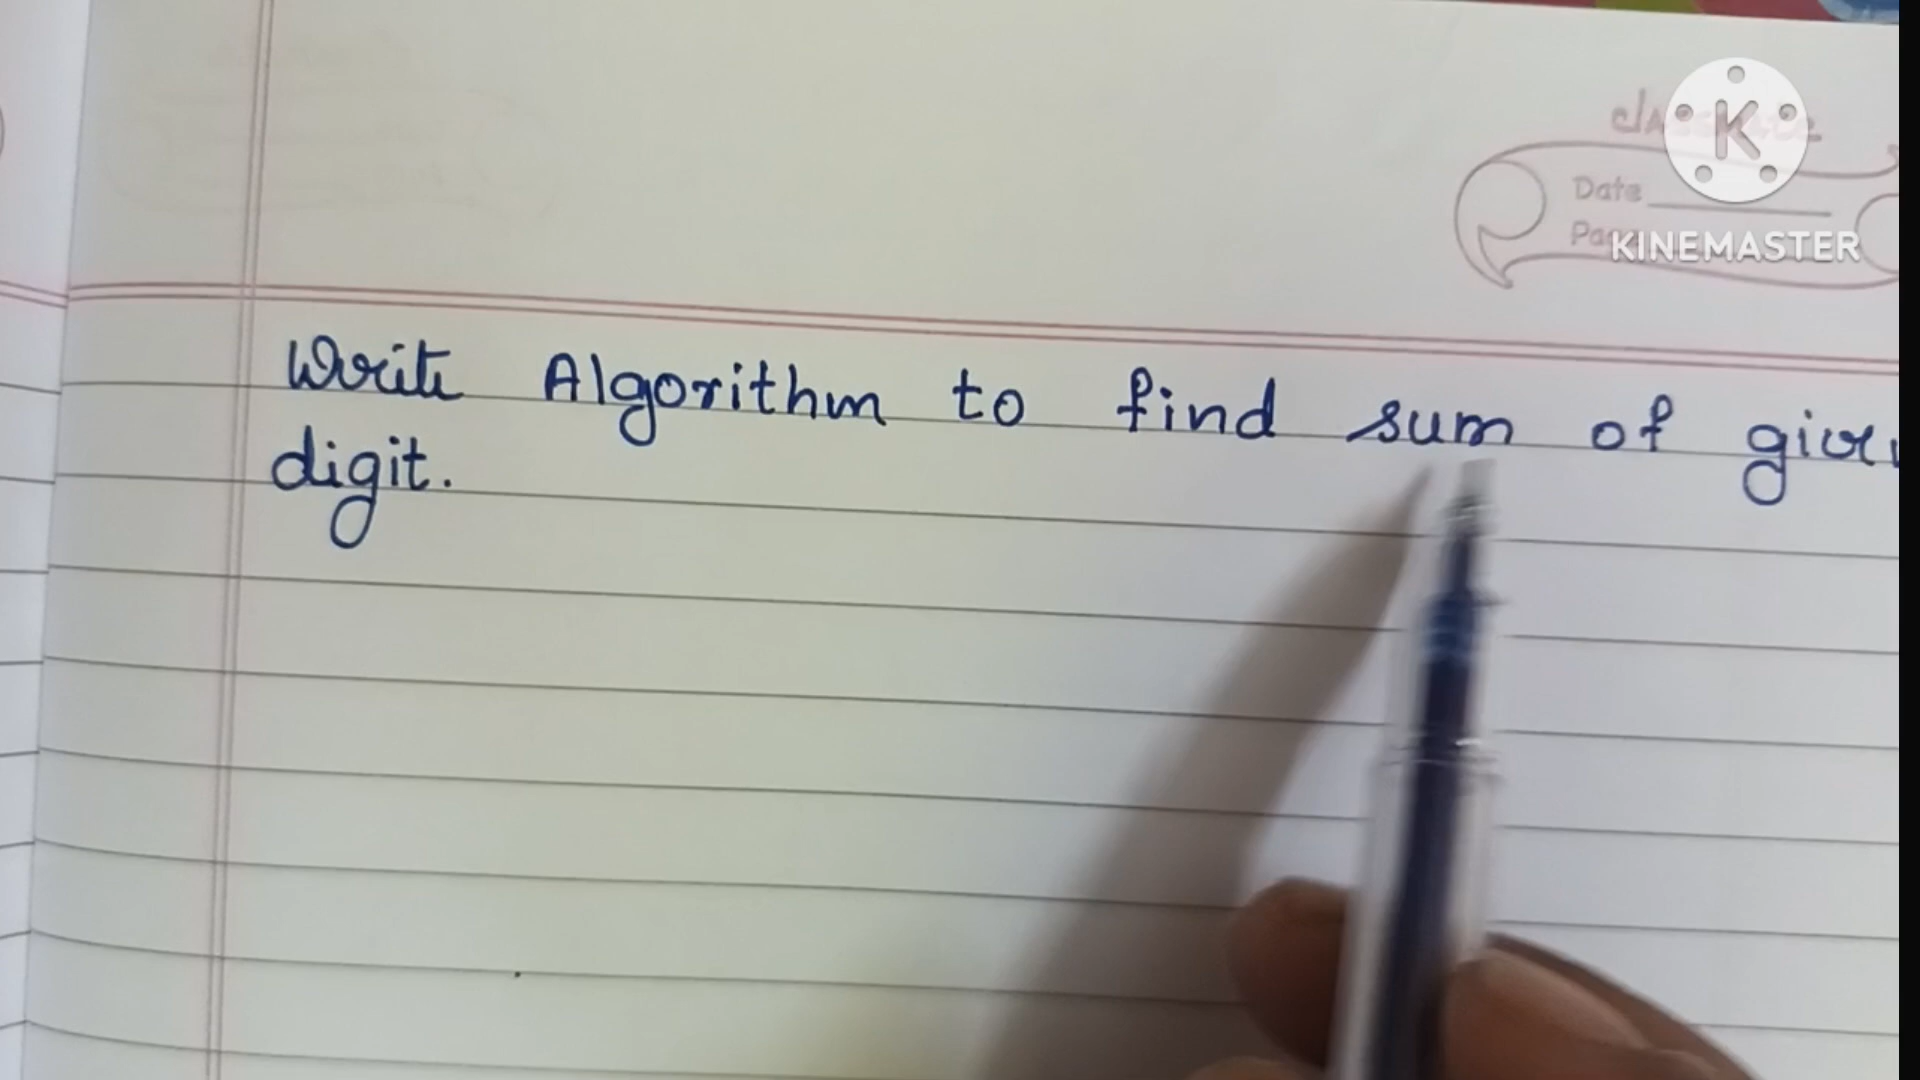 Date
KINEMASTER
Write Algorithm to find sum of
digit.